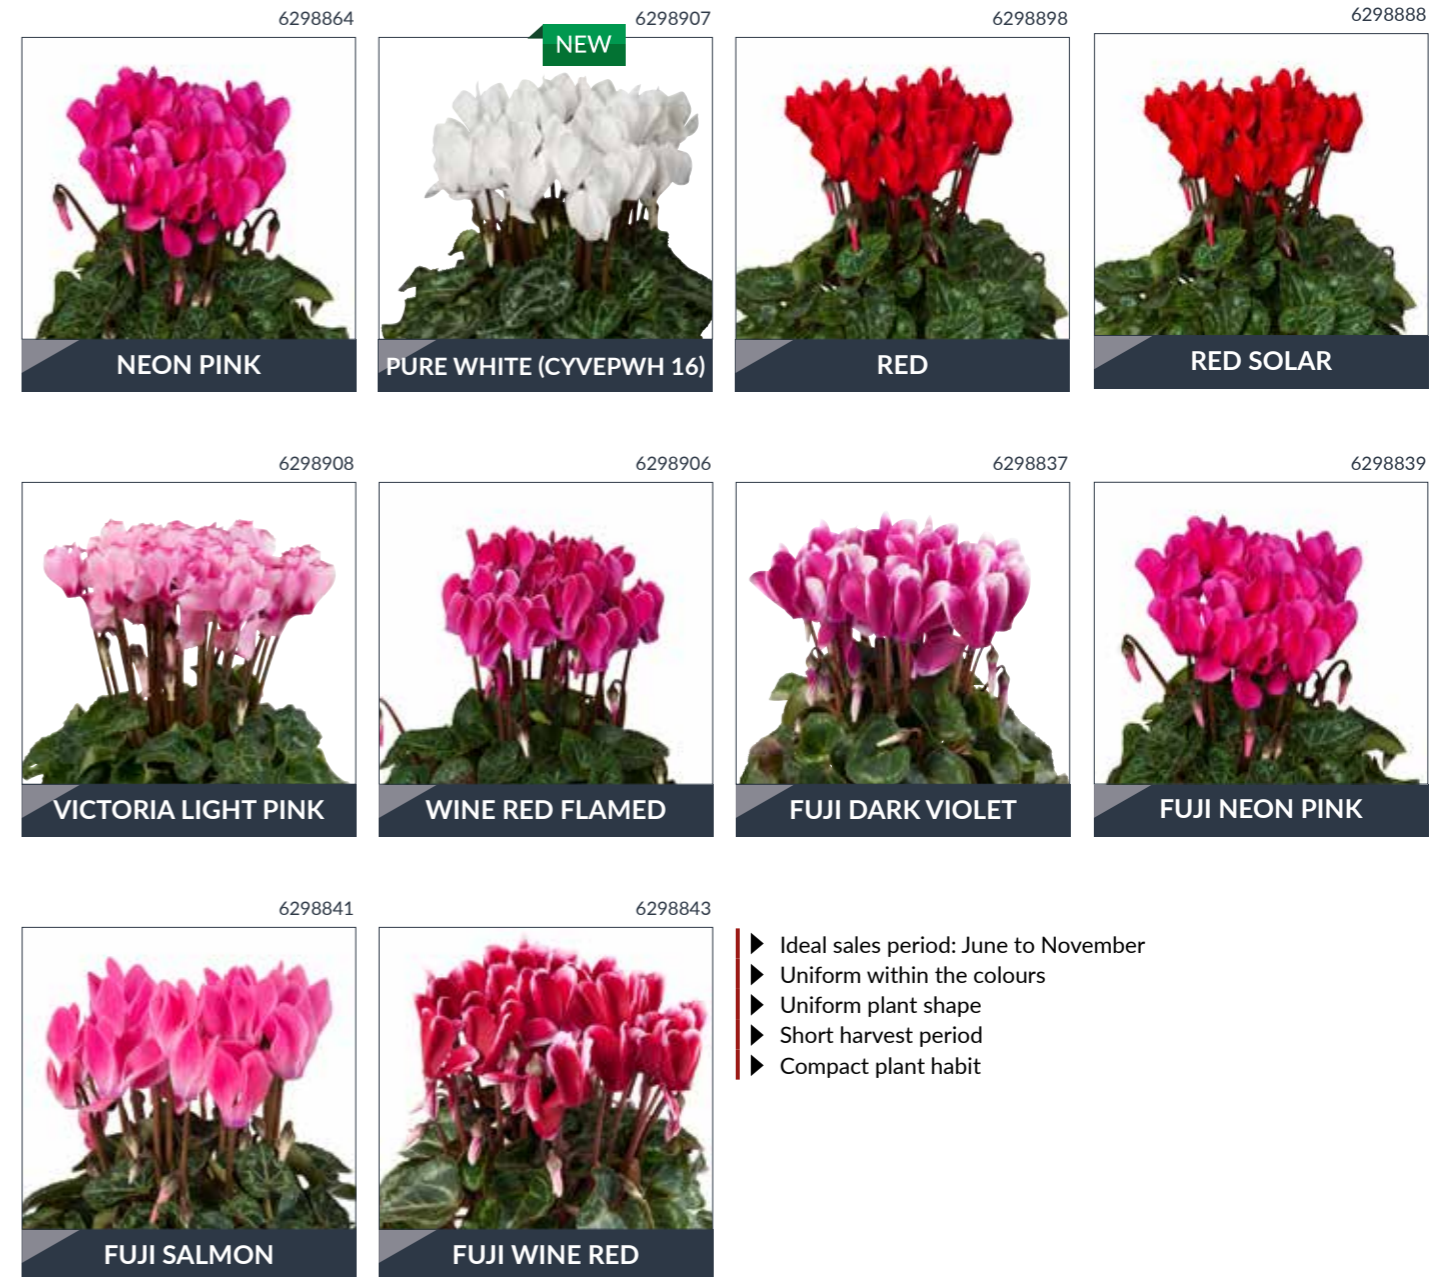 6298864
NEW
NEON PINK
6298907
PURE WHITE (CYVEPWH 16)
6298898
RED
6298888
RED SOLAR
6298908
VICTORIA LIGHT PINK
6298906
WINE RED FLAMED
6298837
FUJI DARK VIOLET
6298839
FUJI NEON PINK
6298841
FUJI SALMON
6298843
FUJI WINE RED
Ideal sales period: June to November
Uniform within the colours
Uniform plant shape
Short harvest period
Compact plant habit